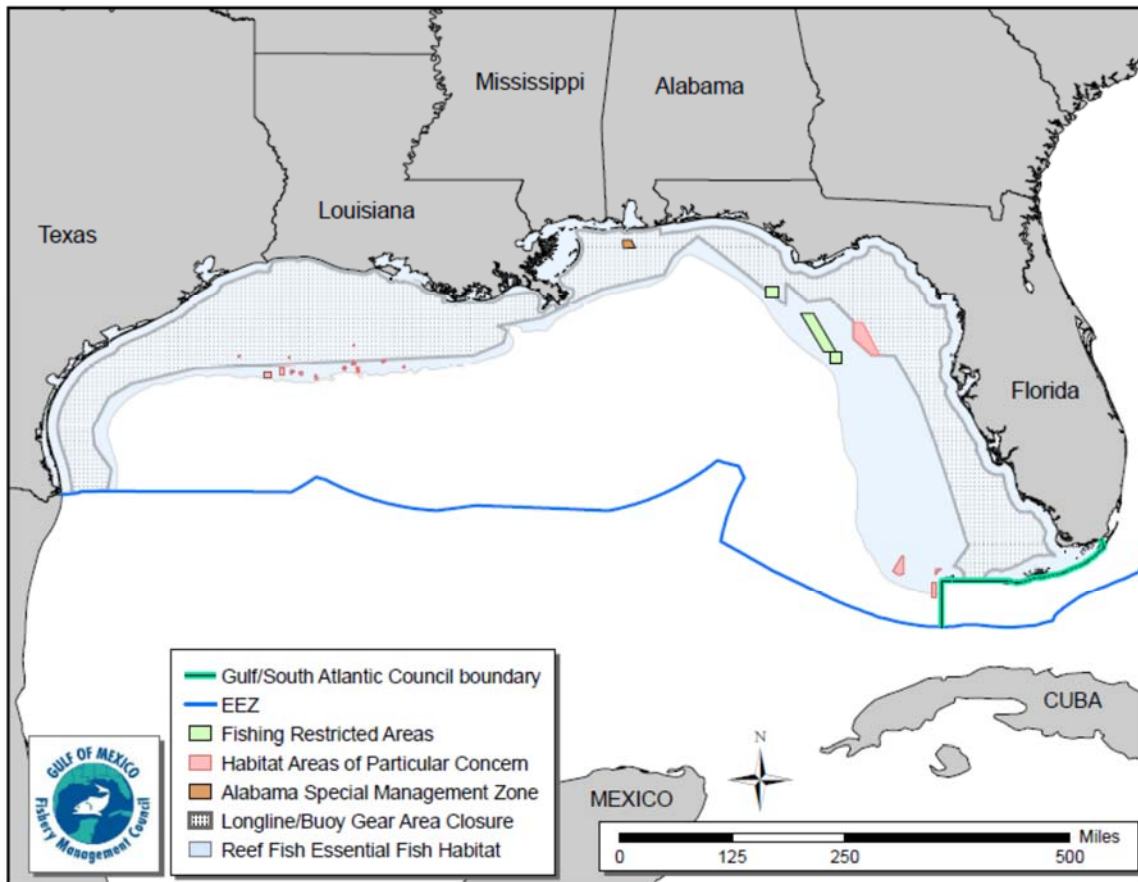 Mississippi
Alabama
Louisiana
Texas
Florida
Gulf/South Atlantic Council boundary
EEZ
Fishing Restricted Areas
Habitat Areas of Particular Concern
Alabama Special Management Zone
Longline/Buoy Gear Area Closure
Reef Fish Essential Fish Habitat
GULF OF MEXICO
Fishery Management Council
N
CUBA
MEXICO
Miles
0 125 250 500